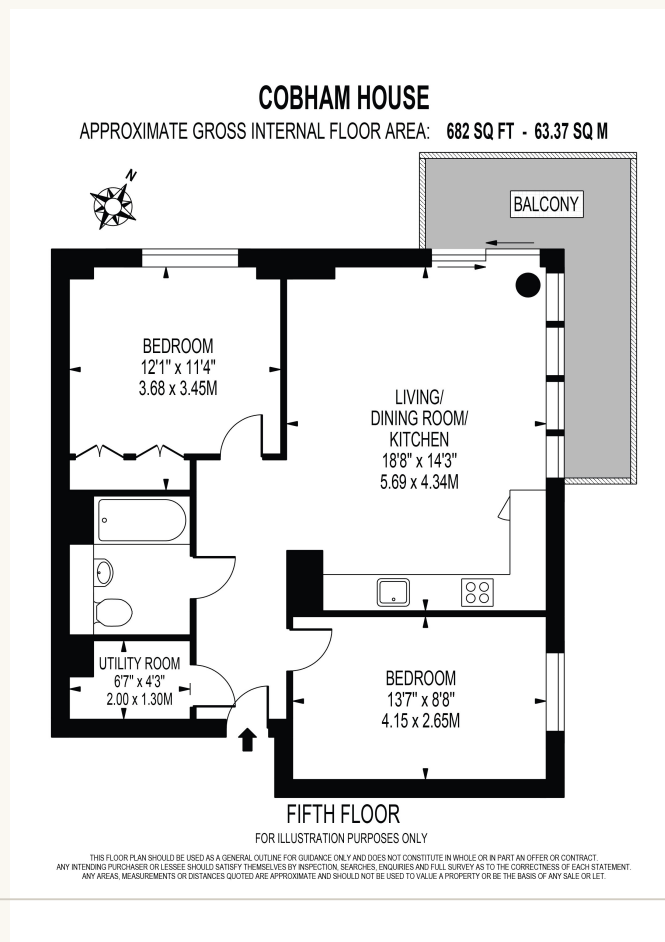 COBHAM HOUSE
APPROXIMATE GROSS INTERNAL FLOOR AREA: 682 SQ FT - 63.37 SQ M
N
BALCONY
BEDROOM
12'1" x 11'4"
3.68 x 3.45M
LIVING/
DINING ROOM/
KITCHEN
18'8" x 14'3"
5.69 x 4.34M
UTILITY ROOM
6'7" x 4'3"
2.00 x 1.30M
BEDROOM
13'7" x 8'8"
4.15 x 2.65M
FIFTH FLOOR
FOR ILLUSTRATION PURPOSES ONLY
THIS FLOOR PLAN SHOULD BE USED AS A GENERAL OUTLINE FOR GUIDANCE ONLY AND DOES NOT CONSTITUTE IN WHOLE OR IN PART AN OFFER OR CONTRACT.
ANY INTENDING PURCHASER OR LESSEE SHOULD SATISFY THEMSELVES BY INSPECTION, SEARCHES, ENQUIRIES AND FULL SURVEY AS TO THE CORRECTNESS OF EACH STATEMENT.
ANY AREAS, MEASUREMENTS OR DISTANCES QUOTED ARE APPROXIMATE AND SHOULD NOT BE USED TO VALUE A PROPERTY OR BE THE BASIS OF ANY SALE OR LET.